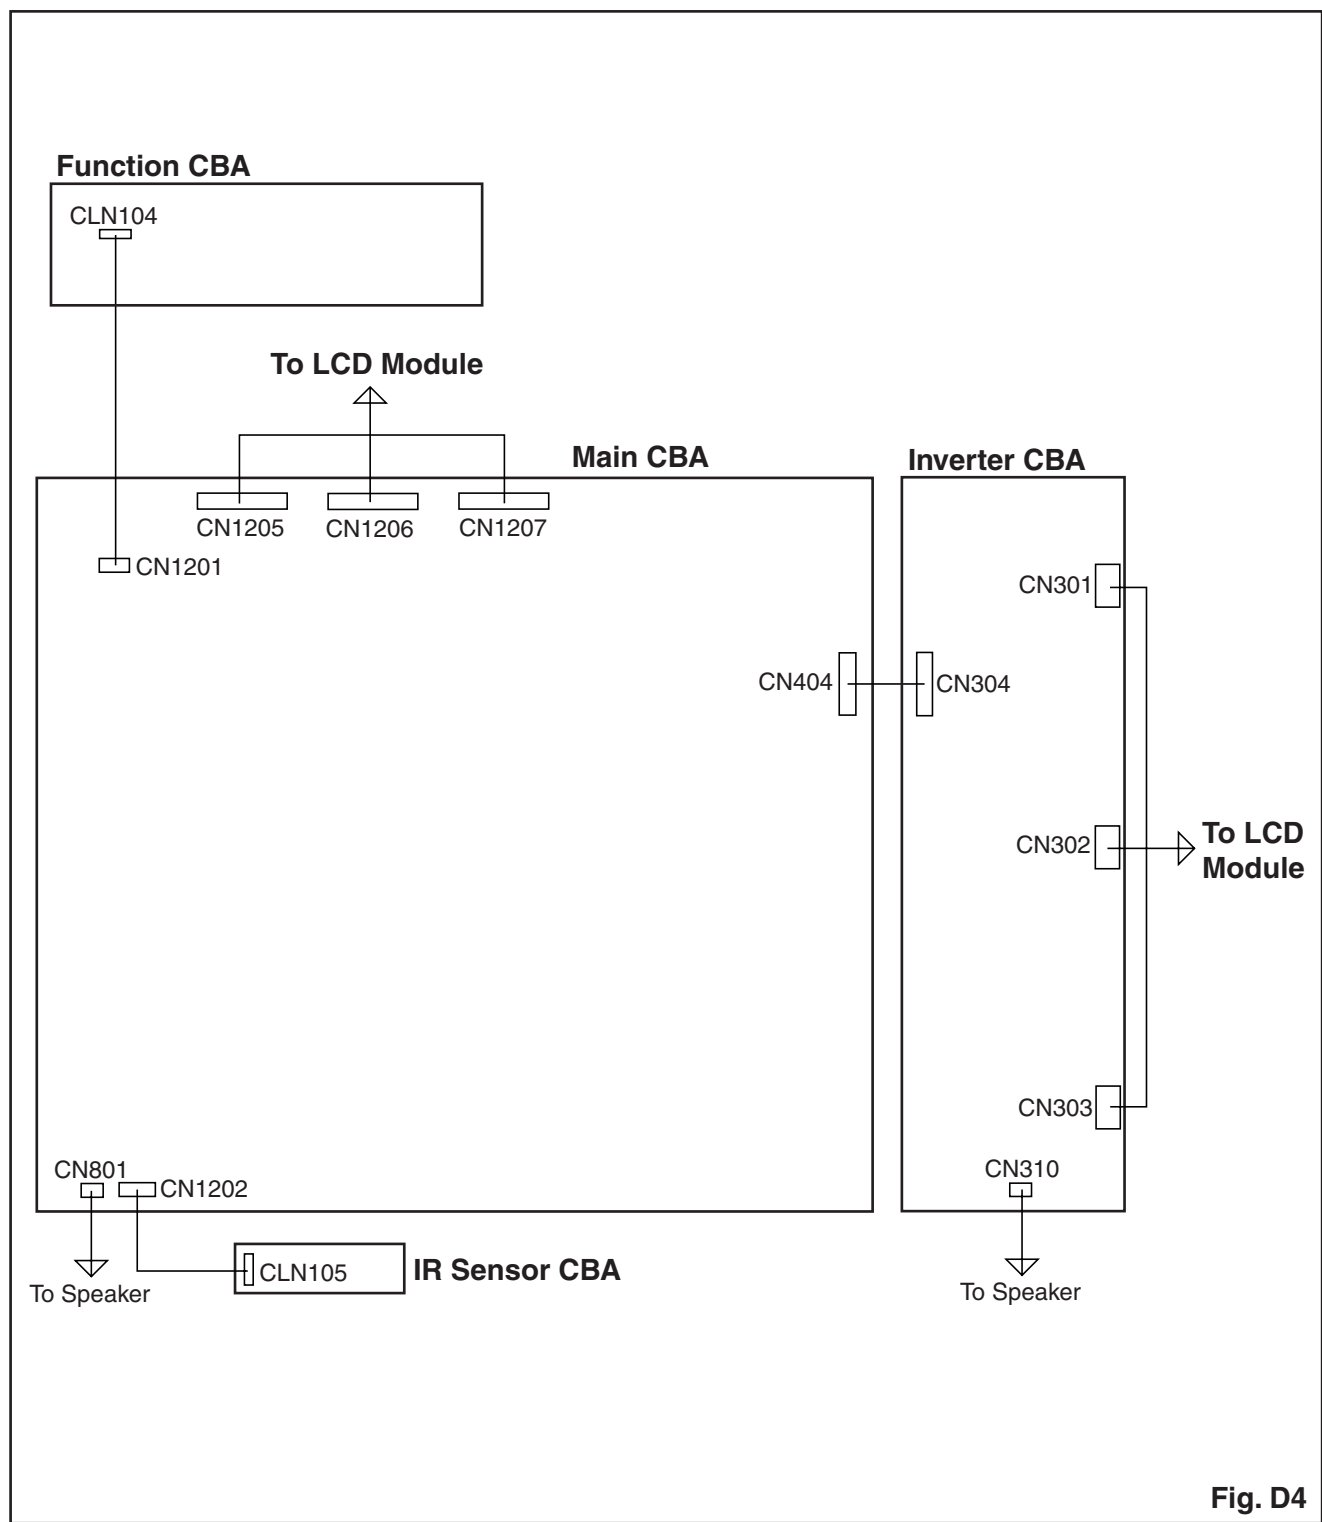 Function CBA
CLN104
To LCD Module
Main CBA
Inverter CBA
CN1205
CN1206
CN1207
CN1201
CN301
CN404
CN304
CN302
To LCD
Module
CN303
CN801
CN1202
CN310
CLN105
IR Sensor CBA
To Speaker
To Speaker
Fig. D4